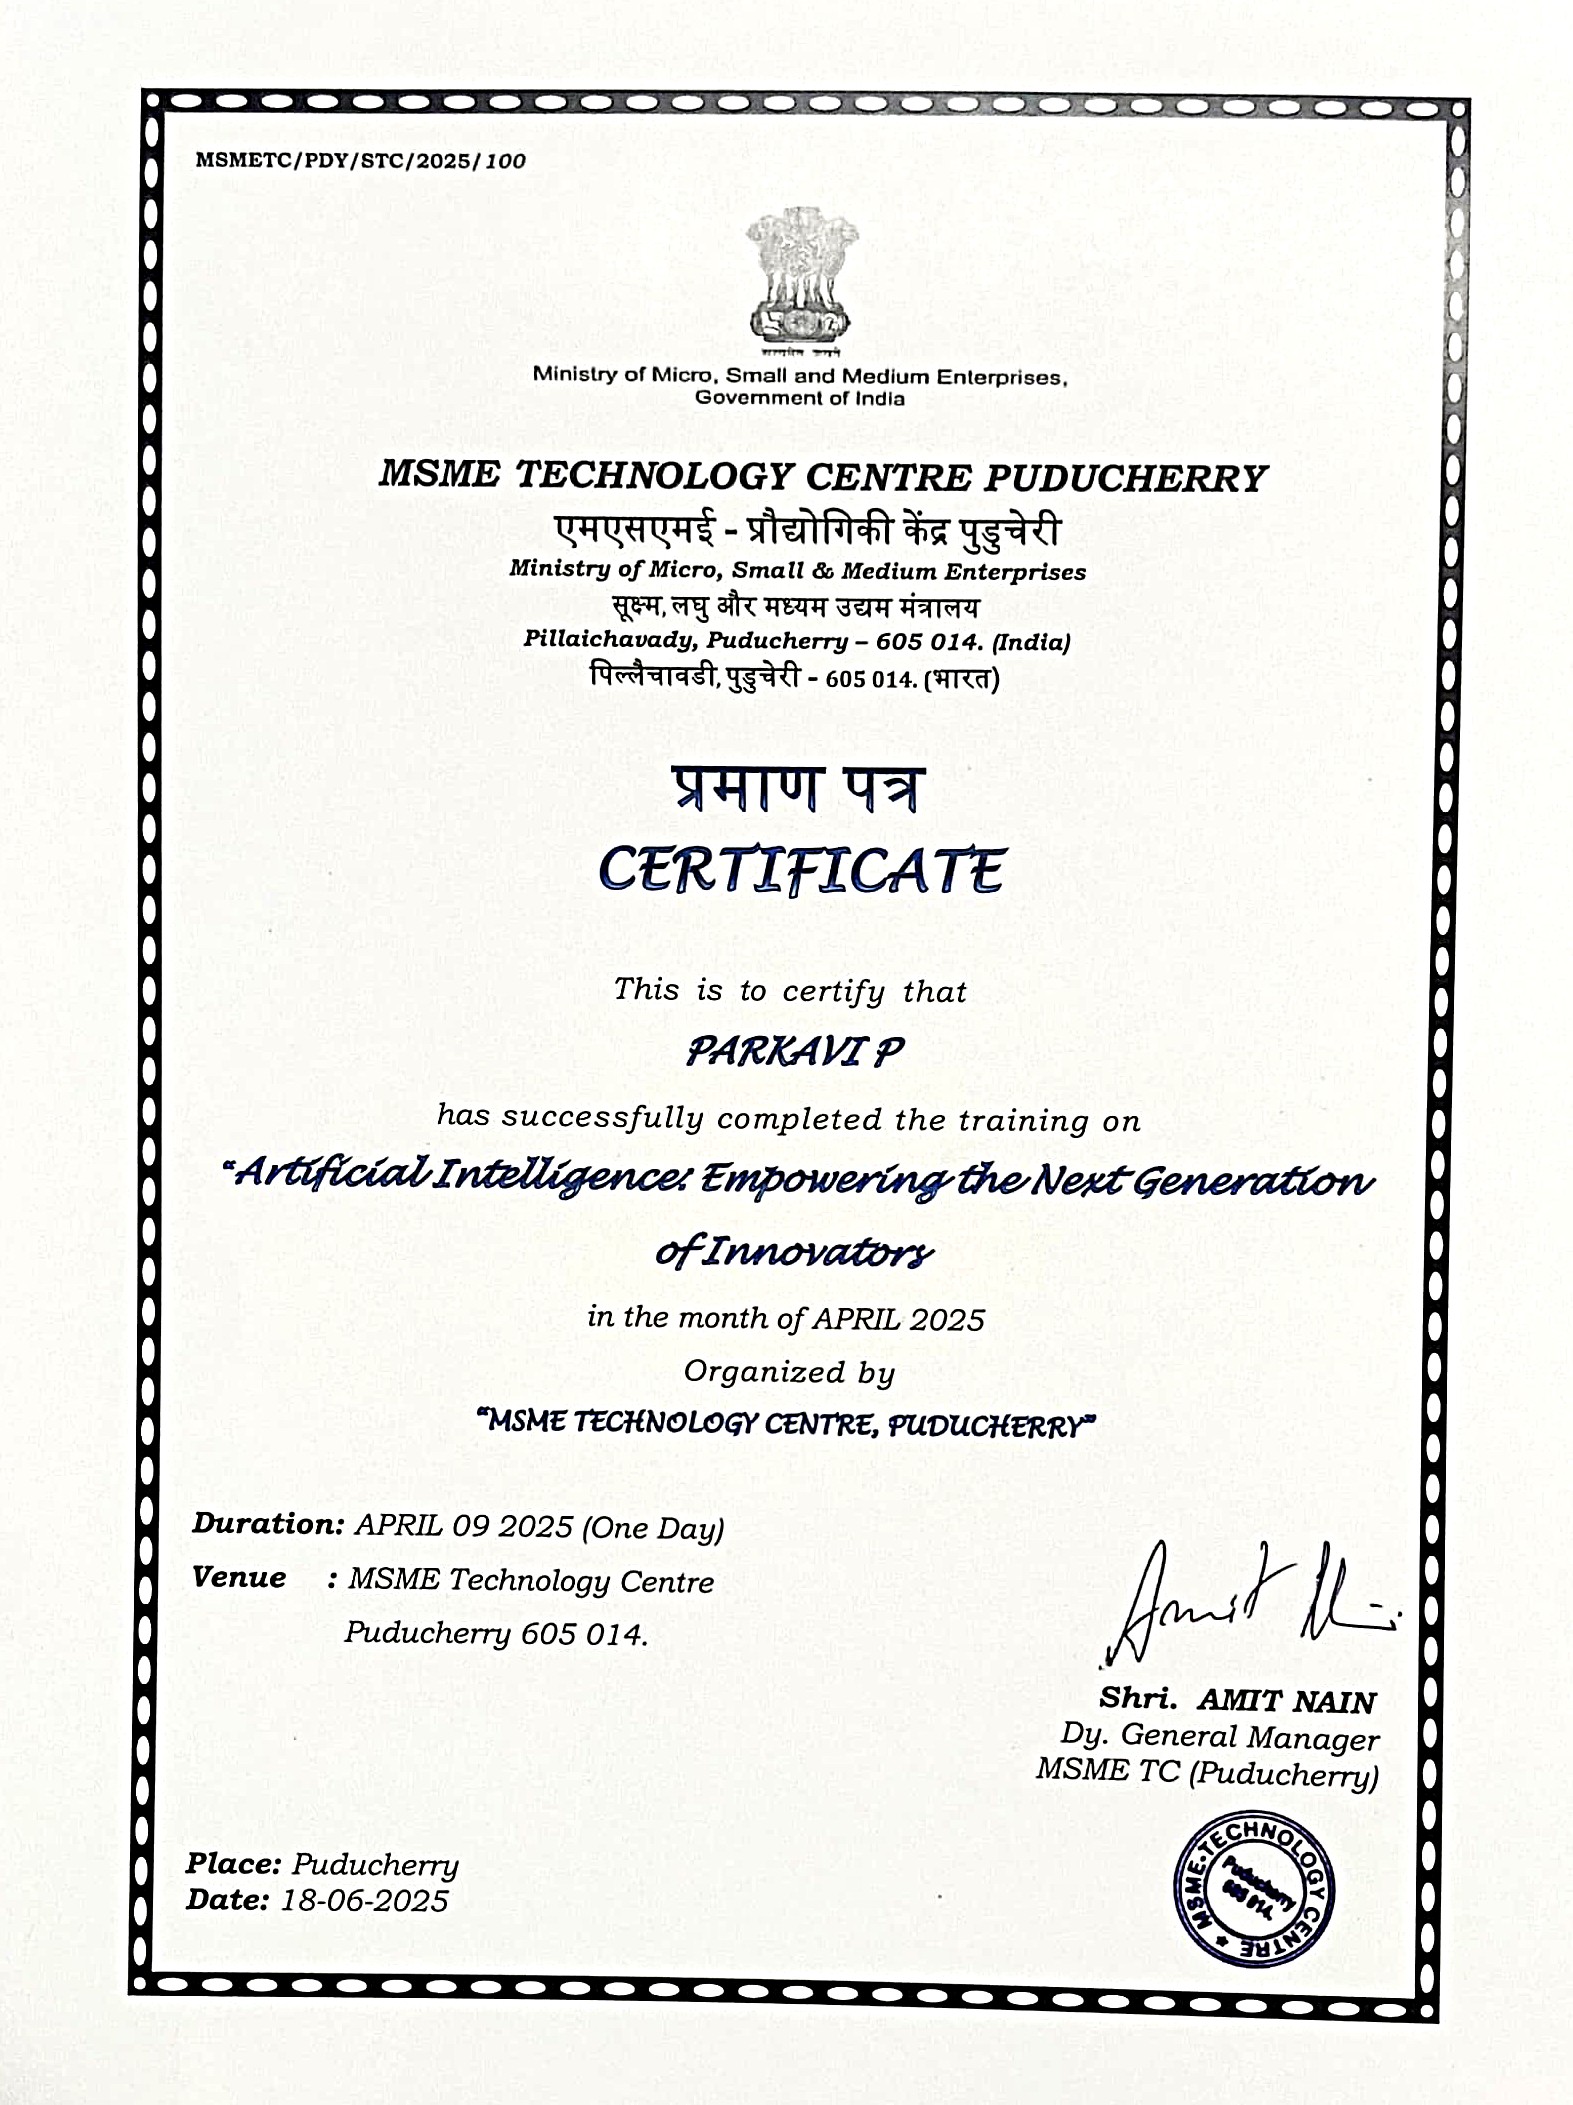 MSMETC/PDY/STC/2025/100
Ministry of Micro, Small and Medium Enterprises,
Government of India
MSME TECHNOLOGY CENTRE PUDUCHERRY
एमएसएमई - प्रौद्योगिकी केंद्र पुडुचेरी
Ministry of Micro, Small & Medium Enterprises
सूक्ष्म, लघु और मध्यम उद्यम मंत्रालय
Pillaichavady, Puducherry – 605 014. (India)
पिल्लैचावडी, पुडुचेरी - 605 014. (भारत)
प्रमाण पत्र
CERTIFICATE
This is to certify that
PARKAVI P
has successfully completed the training on
“Artificial Intelligence: Empowering the Next Generation
of Innovators
in the month of APRIL 2025
Organized by
“MSME TECHNOLOGY CENTRE, PUDUCHERRY”
Duration: APRIL 09 2025 (One Day)
Venue : MSME Technology Centre
Puducherry 605 014.
Amit
Shri. AMIT NAIN
Dy. General Manager
MSME TC (Puducherry)
Place: Puducherry
Date: 18-06-2025
MSME-TECHNOLOGY CENTRE ★
Puducherry
605 014.